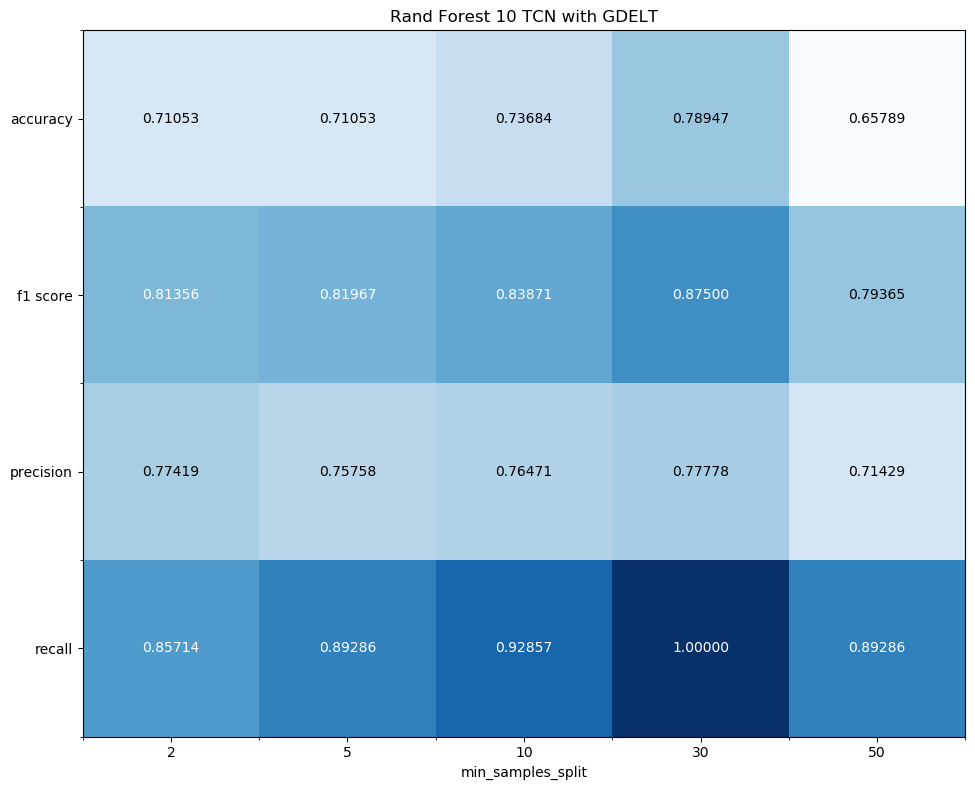 Rand Forest 10 TCN with GDELT
accuracy 0.71053 0.71053 0.73684 0.78947 0.65789
f1 score 0.81356 0.81967 0.83871 0.87500 0.79365
precision 0.77419 0.75758 0.76471 0.77778 0.71429
recall 0.85714 0.89286 0.92857 1.00000 0.89286
2 5 10 30 50
min_samples_split